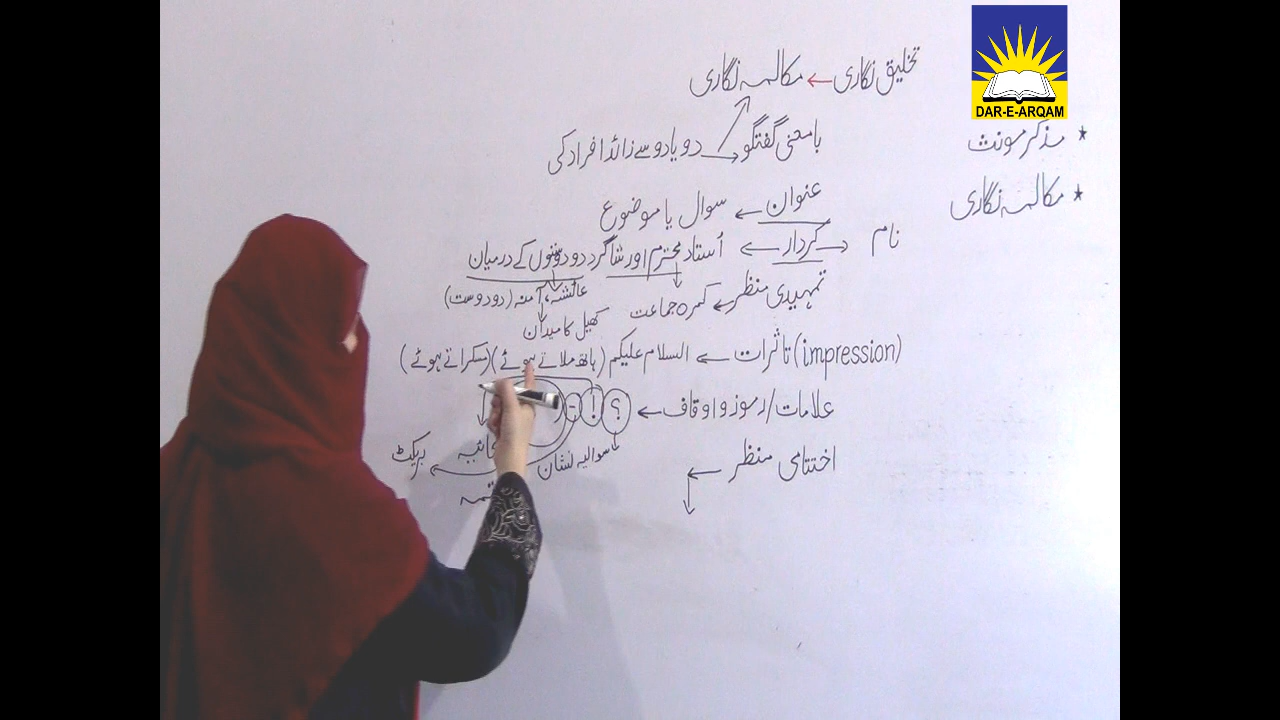 DAR-E-ARQAM
تخلیق نگاری ← مکالمہ نگاری
* مذکر مونث
بامعنی گفتگو → دو یا دو سے زائد افراد کی
* مکالمہ نگاری
عنوان ← سوال یا موضوع
نام ← کردار → اُستاد محترم اور شاگرد دو دوستوں کے درمیان
عائشہ، آمنہ (دو دوست)
تمہیدی منظر ← کمرہ جماعت
کھیل کا میدان
(impression) تاثرات ← السلام علیکم (ہاتھ ملاتے ہوئے) (مسکراتے ہوئے)
علامات/رموز و اوقاف ← ؟ ! ۔
سوالیہ نشان
بریکٹ
اختتامی منظر ←